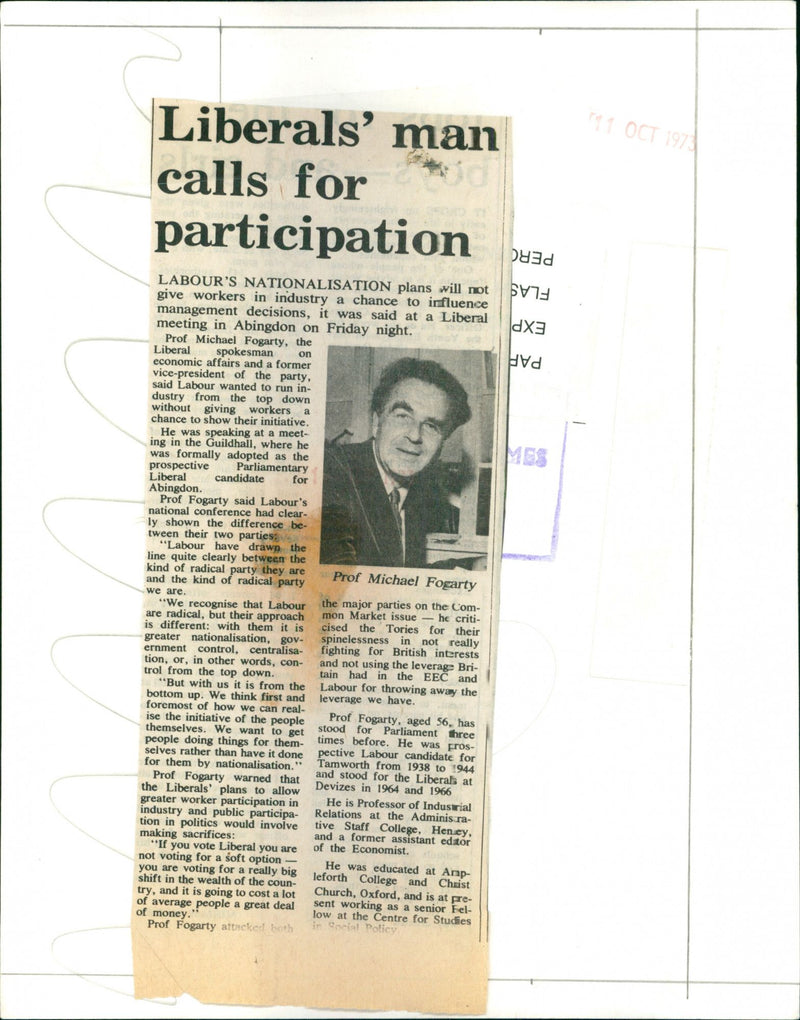 Liberals' man
calls for
participation
LABOUR'S NATIONALISATION plans will not
give workers in industry a chance to influence
management decisions, it was said at a Liberal
meeting in Abingdon on Friday night.
Prof Michael Fogarty, the
Liberal spokesman on
economic affairs and a former
vice-president of the party,
said Labour wanted to run in-
dustry from the top down
without giving workers a
chance to show their initiative.
He was speaking at a meet-
ing in the Guildhall, where he
was formally adopted as the
prospective Parliamentary
Liberal candidate for
Abingdon.
Prof Fogarty said Labour's
national conference had clear-
ly shown the difference be-
tween their two parties:
"Labour have drawn the
line quite clearly between the
kind of radical party they are
and the kind of radical party
we are.
"We recognise that Labour
are radical, but their approach
is different: with them it is
greater nationalisation, gov-
ernment control, centralisa-
tion, or, in other words, con-
trol from the top down.
"But with us it is from the
bottom up. We think first and
foremost of how we can real-
ise the initiative of the people
themselves. We want to get
people doing things for them-
selves rather than have it done
for them by nationalisation."
Prof Fogarty warned that
the Liberals' plans to allow
greater worker participation in
industry and public participa-
tion in politics would involve
making sacrifices:
"If you vote Liberal you are
not voting for a soft option —
you are voting for a really big
shift in the wealth of the coun-
try, and it is going to cost a lot
of average people a great deal
of money."
Prof Fogarty attacked both
Prof Michael Fogarty
the major parties on the Com-
mon Market issue — he criti-
cised the Tories for their
spinelessness in not really
fighting for British interests
and not using the leverage Bri-
tain had in the EEC and
Labour for throwing away the
leverage we have.
Prof Fogarty, aged 56, has
stood for Parliament three
times before. He was pros-
pective Labour candidate for
Tamworth from 1938 to 1944
and stood for the Liberals at
Devizes in 1964 and 1966
He is Professor of Industrial
Relations at the Administra-
tive Staff College, Henley,
and a former assistant editor
of the Economist.
He was educated at Amp-
leforth College and Christ
Church, Oxford, and is at pre-
sent working as a senior Fel-
low at the Centre for Studies
in Social Policy
11 OCT 1973
PERC
FLAS
EXP
PAP
MES